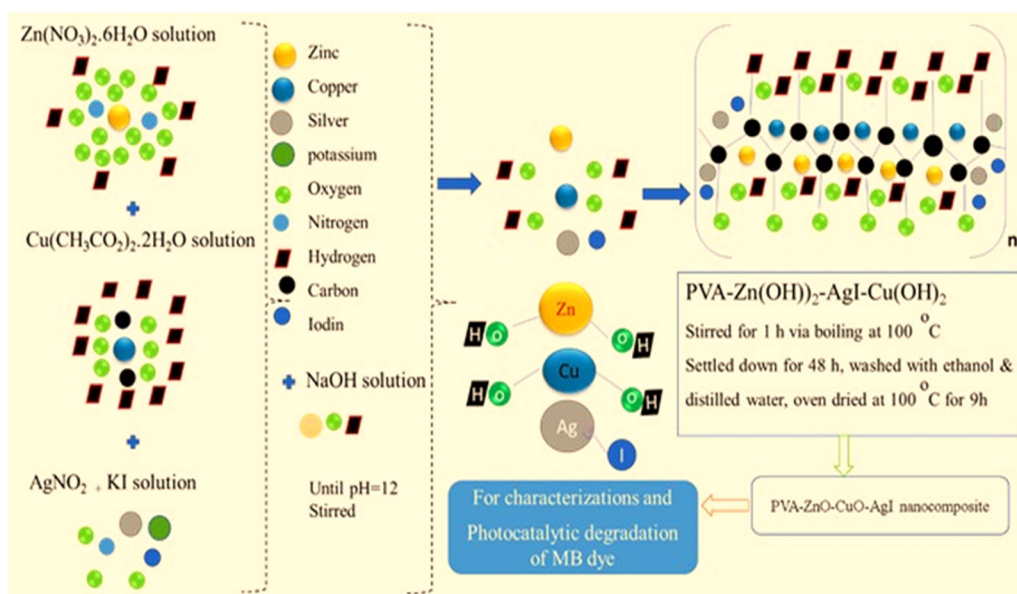 Zn(NO3)2.6H2O solution
+
Cu(CH3CO2)2.2H2O solution
+
AgNO2 + KI solution
Zinc
Copper
Silver
potassium
Oxygen
Nitrogen
Hydrogen
Carbon
Iodin
+ NaOH solution
Until pH=12
Stirred
Zn
H O O H
Cu
H O O H
Ag
I
n
PVA-Zn(OH))2-AgI-Cu(OH)2
Stirred for 1 h via boiling at 100 °C
Settled down for 48 h, washed with ethanol &
distilled water, oven dried at 100 °C for 9h
PVA-ZnO-CuO-AgI nanocomposite
For characterizations and
Photocatalytic degradation
of MB dye